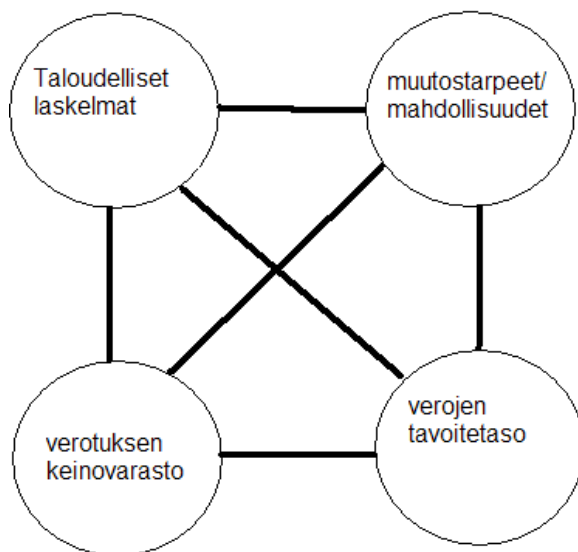 Taloudelliset
laskelmat
muutostarpeet/
mahdollisuudet
verotuksen
keinovarasto
verojen
tavoitetaso